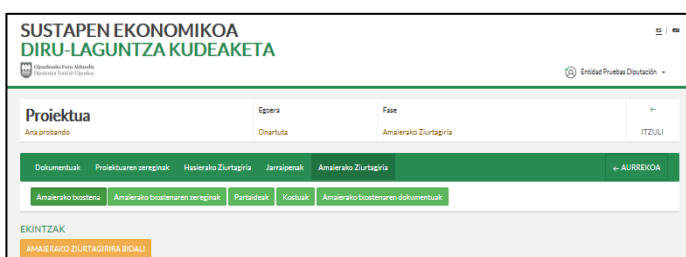 SUSTAPEN EKONOMIKOA
DIRU-LAGUNTZA KUDEAKETA
es | eu
Gipuzkoako Foru Aldundia
Diputación Foral de Gipuzkoa
Entidad Pruebas Diputación
Proiektua
Ana probando
Egoera
Onartuta
Fase
Amaierako Ziurtagiria
←
ITZULI
Dokumentuak Proiektuaren zereginak Hasierako Ziurtagiria Jarraipenak Amaierako Ziurtagiria ← AURREKOA
Amaierako txostena Amaierako txostenaren zereginak Partaideak Kostuak Amaierako txostenaren dokumentuak
EKINTZAK
AMAIERAKO ZIURTAGIRIRA BIDALI